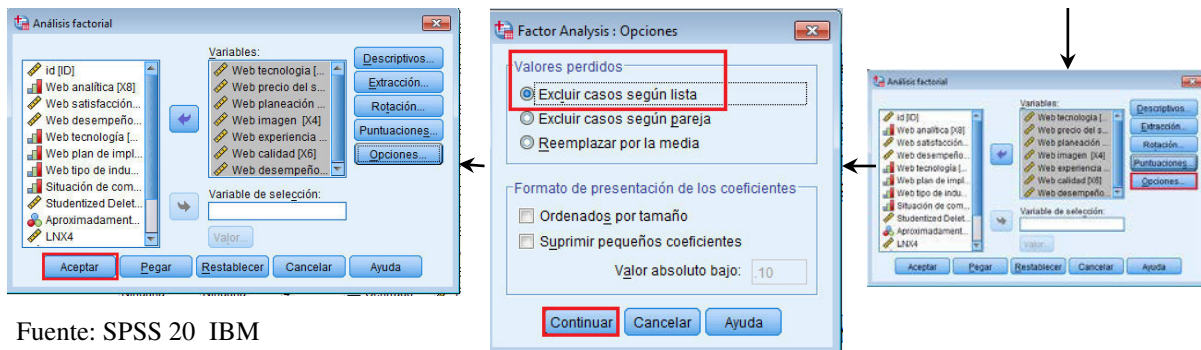 Análisis factorial
id [ID]
Web analítica [X8]
Web satisfacción...
Web desempeño...
Web tecnología [...
Web plan de impl...
Web tipo de indu...
Situación de com...
Studentized Delet...
Aproximadament...
LNX4
Variables:
Web tecnologia [...
Web precio del s...
Web planeación ...
Web imagen [X4]
Web experiencia ...
Web calidad [X6]
Web desempeño...
Variable de selección:
Valor...
Descriptivos...
Extracción...
Rotación...
Puntuaciones...
Opciones...
Aceptar
Pegar
Restablecer
Cancelar
Ayuda
Fuente: SPSS 20 IBM
Factor Analysis : Opciones
Valores perdidos
Excluir casos según lista
Excluir casos según pareja
Reemplazar por la media
Formato de presentación de los coeficientes
Ordenados por tamaño
Suprimir pequeños coeficientes
Valor absoluto bajo: .10
Continuar
Cancelar
Ayuda
Análisis factorial
id [ID]
Web analítica [X8]
Web satisfacción...
Web desempeño...
Web tecnología [...
Web plan de impl...
Web tipo de indu...
Situación de com...
Studentized Delet...
Aproximadament...
LNX4
Variables:
Web tecnologia [...
Web precio del s...
Web planeación ...
Web imagen [X4]
Web experiencia ...
Web calidad [X6]
Web desempeño...
Variable de selección:
Valor...
Descriptivos...
Extracción...
Rotación...
Puntuaciones...
Opciones...
Aceptar
Pegar
Restablecer
Cancelar
Ayuda